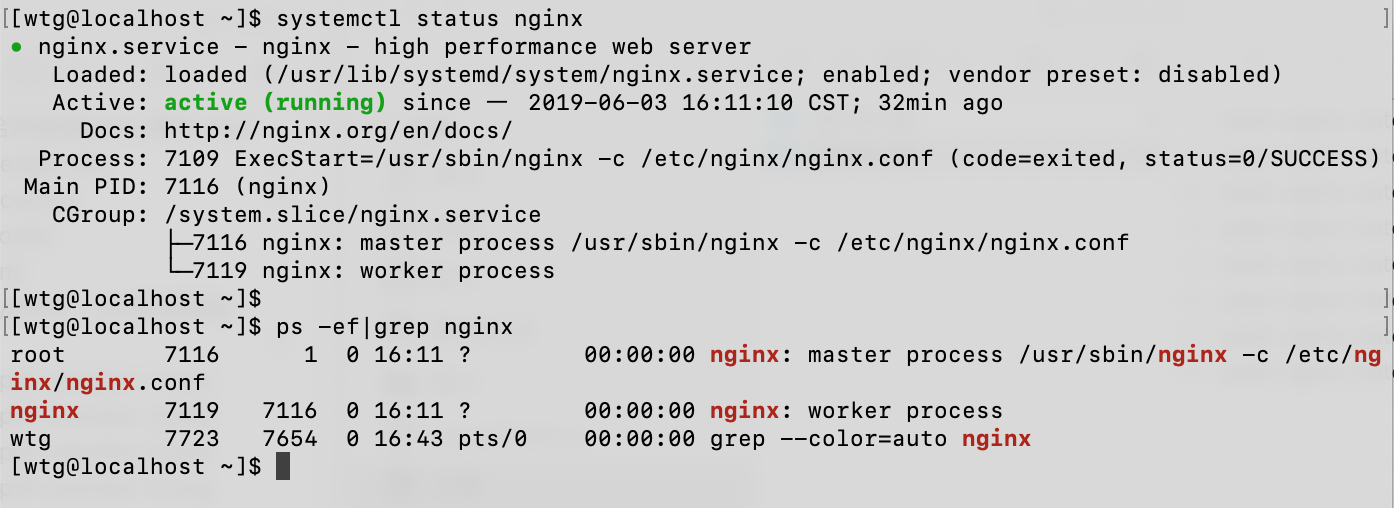 [[wtg@localhost ~]$ systemctl status nginx ]
● nginx.service – nginx – high performance web server
Loaded: loaded (/usr/lib/systemd/system/nginx.service; enabled; vendor preset: disabled)
Active: active (running) since 一 2019-06-03 16:11:10 CST; 32min ago
Docs: http://nginx.org/en/docs/
Process: 7109 ExecStart=/usr/sbin/nginx -c /etc/nginx/nginx.conf (code=exited, status=0/SUCCESS)
Main PID: 7116 (nginx)
CGroup: /system.slice/nginx.service
├─7116 nginx: master process /usr/sbin/nginx -c /etc/nginx/nginx.conf
└─7119 nginx: worker process
[[wtg@localhost ~]$ ]
[[wtg@localhost ~]$ ps -ef|grep nginx ]
root 7116 1 0 16:11 ? 00:00:00 nginx: master process /usr/sbin/nginx -c /etc/ng
inx/nginx.conf
nginx 7119 7116 0 16:11 ? 00:00:00 nginx: worker process
wtg 7723 7654 0 16:43 pts/0 00:00:00 grep --color=auto nginx
[wtg@localhost ~]$